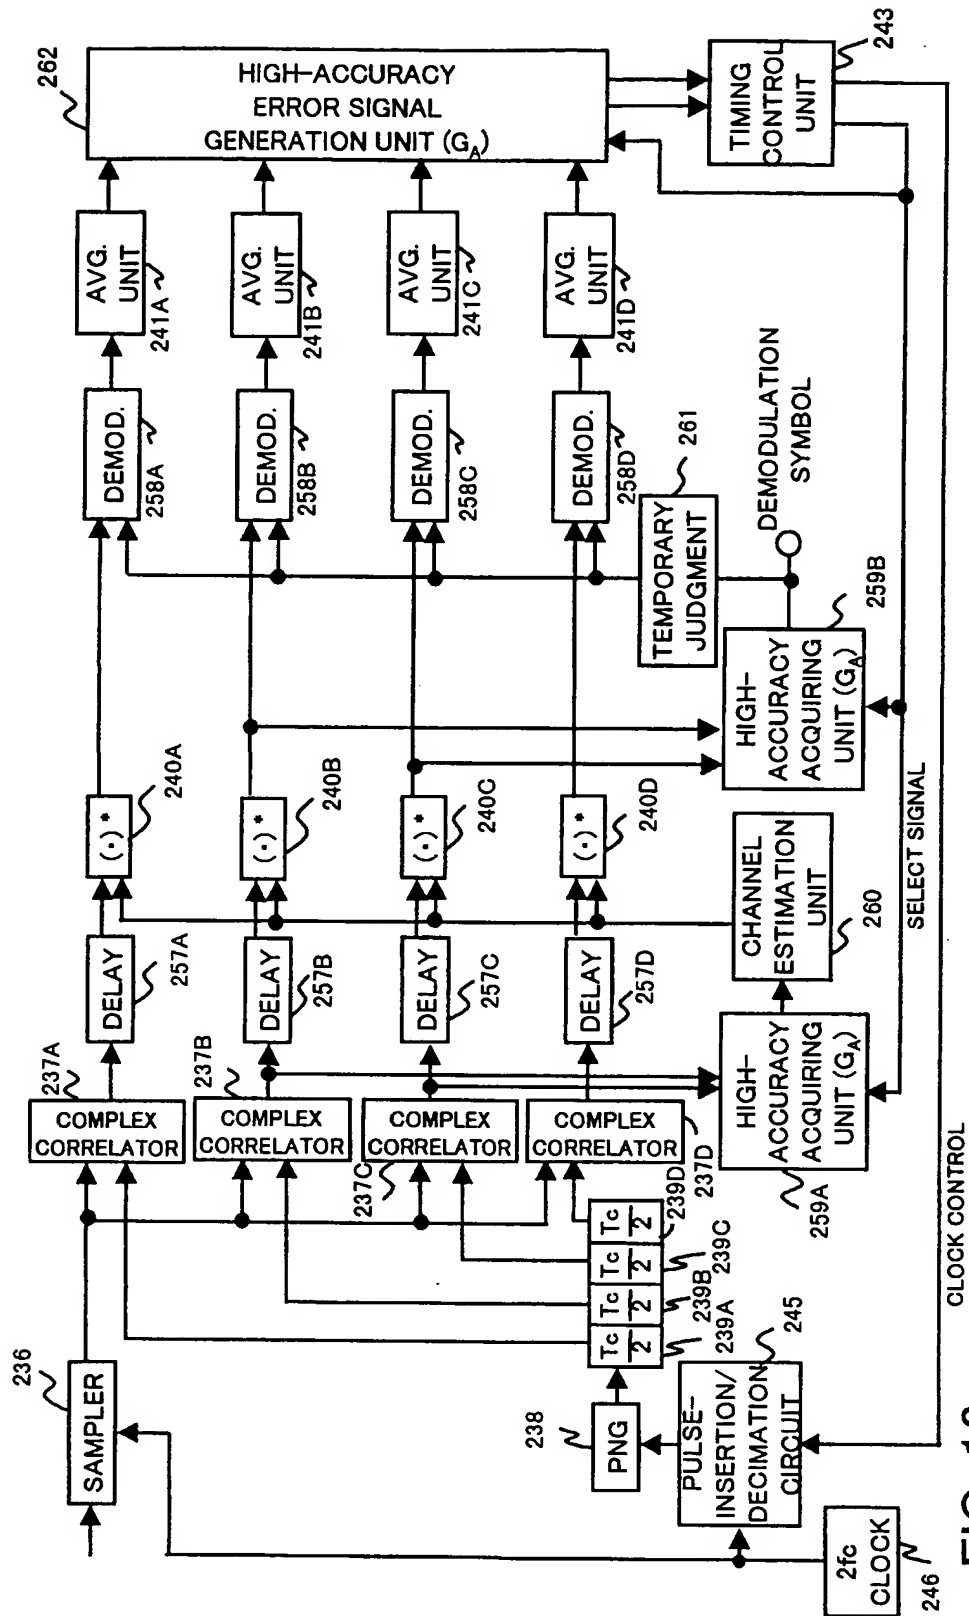 236
SAMPLER
237A
COMPLEX
CORRELATOR
DELAY
257A
(·)*
240A
DEMOD.
258A
AVG.
UNIT
241A
262
HIGH-ACCURACY
ERROR SIGNAL
GENERATION UNIT (GA)
237B
COMPLEX
CORRELATOR
DELAY
257B
(·)*
240B
DEMOD.
258B
AVG.
UNIT
241B
COMPLEX
CORRELATOR
237C
DELAY
257C
(·)*
240C
DEMOD.
258C
AVG.
UNIT
241C
COMPLEX
CORRELATOR
237D
DELAY
257D
(·)*
240D
DEMOD.
258D
AVG.
UNIT
241D
TIMING
CONTROL
UNIT
243
238
PNG
Tc
2
239A
Tc
2
239B
Tc
2
239C
Tc
2
239D
PULSE-
INSERTION/
DECIMATION
CIRCUIT
245
2fc
CLOCK
246
HIGH-
ACCURACY
ACQUIRING
UNIT (GA)
259A
CHANNEL
ESTIMATION
UNIT
260
HIGH-
ACCURACY
ACQUIRING
UNIT (GA)
259B
TEMPORARY
JUDGMENT
261
DEMODULATION
SYMBOL
SELECT SIGNAL
CLOCK CONTROL